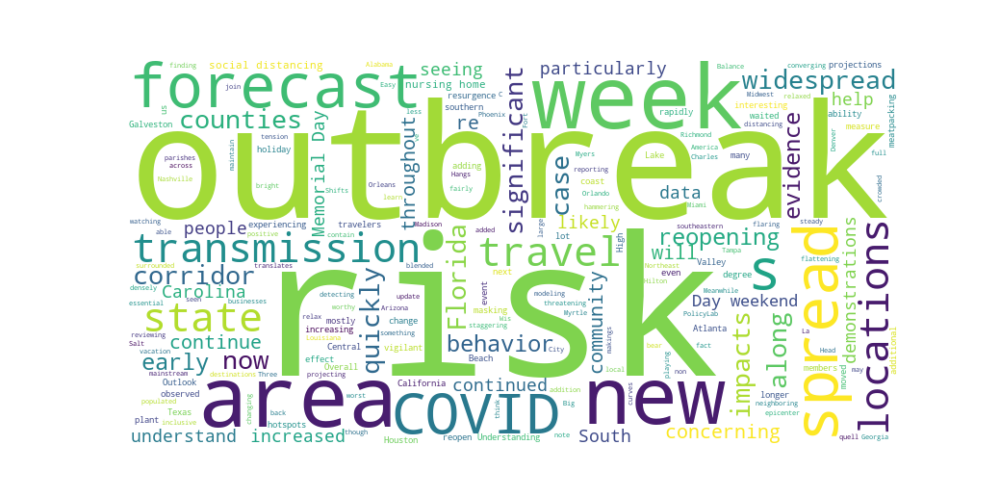 outbreak
risk
forecast
week
area
COVID
new
spread
locations
state
transmission
travel
s
significant
widespread
counties
seeing
particularly
social distancing
nursing home
re
case
data
likely
evidence
help
throughout
Memorial Day
people
corridor
Carolina
continue
early
now
quickly
Florida
behavior
continued
community
reopening
will
Day weekend
impacts
along
demonstrations
concerning
South
understand
increased
finding
join
Alabama
Easy
us
Galveston
holiday
tension
parishes
across
Nashville
maintain
bright
Shifts
Orleans
learn
less
resurgence
southern
C
Phoenix
Port
adding
Hangs
fairly
Myers
reporting
coast
Orlando
hammering
Lake
Charles
America
Richmond
many
rapidly
Balance
Midwest
relaxed
interesting
waited
distancing
converging
projections
ability
measure
full
meatpacking
Denver
crowded
Miami
large
watching
experiencing
travelers
positive
contain
Madison
blended
added
southeastern
flaring
steady
Tampa
flattening
High
Valley
Northeast
even
degree
Hilton
Meanwhile
PolicyLab
surrounded
translates
densely
essential
seen
businesses
detecting
worthy
update
relax
Arizona
Louisiana
vigilant
mostly
change
increasing
Central
something
effect
Overall
projecting
next
event
masking
Wis
staggering
modeling
threatening
Myrtle
makings
City
Beach
local
Atlanta
fact
bear
playing
non
La
Head
members
may
moved
additional
reviewing
Salt
vacation
mainstream
destinations
Three
Outlook
observed
populated
inclusive
changing
plant
Texas
hotspots
back
worst
though
California
Houston
reopen
Understanding
think
addition
Big
note
curves
longer
neighboring
epicenter
quell
Georgia
able